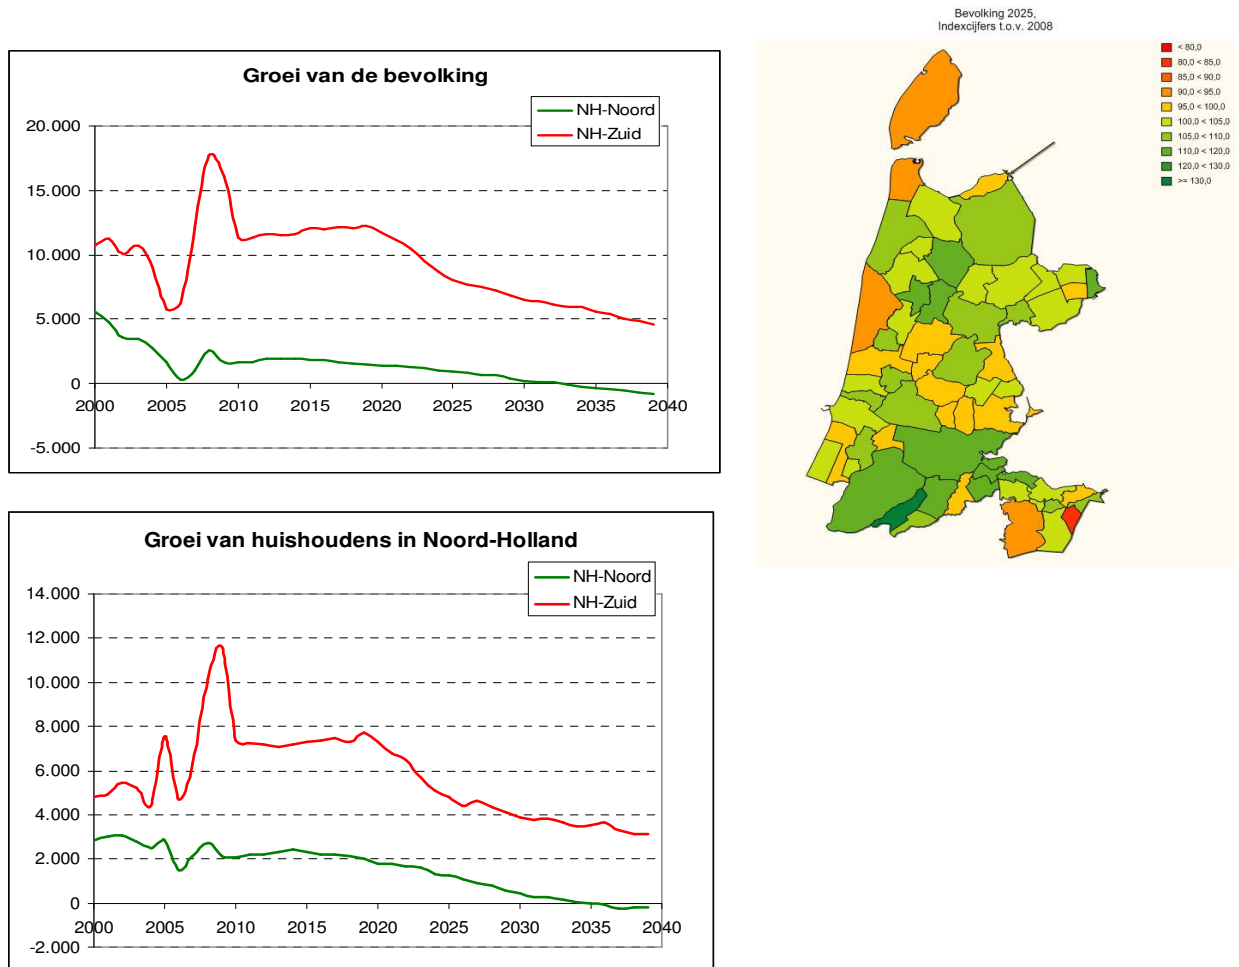 Groei van de bevolking
NH-Noord
NH-Zuid
20.000
15.000
10.000
5.000
0
-5.000
2000 2005 2010 2015 2020 2025 2030 2035 2040
Groei van huishoudens in Noord-Holland
NH-Noord
NH-Zuid
14.000
12.000
10.000
8.000
6.000
4.000
2.000
0
-2.000
2000 2005 2010 2015 2020 2025 2030 2035 2040
Bevolking 2025,
Indexcijfers t.o.v. 2008
< 80,0
80,0 < 85,0
85,0 < 90,0
90,0 < 95,0
95,0 < 100,0
100,0 < 105,0
105,0 < 110,0
110,0 < 120,0
120,0 < 130,0
>= 130,0